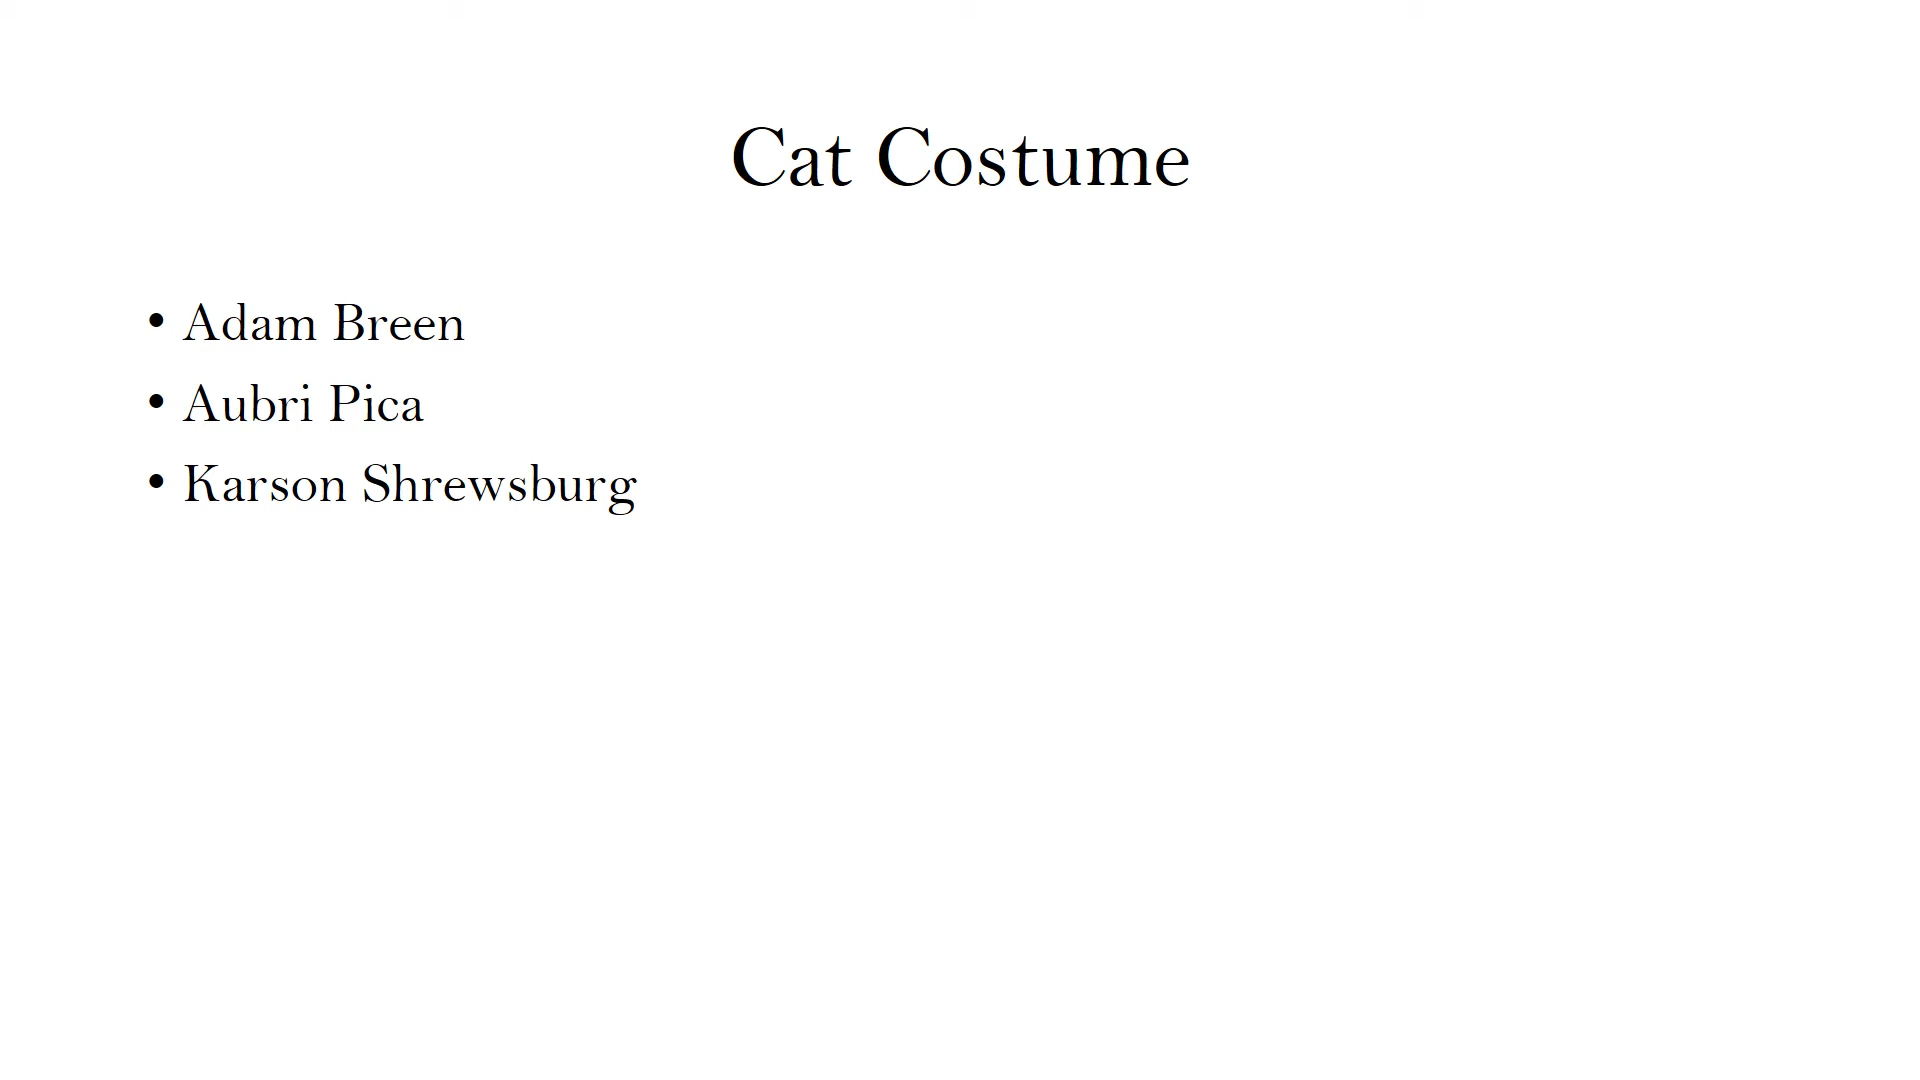 Cat Costume
• Adam Breen
• Aubri Pica
• Karson Shrewsburg